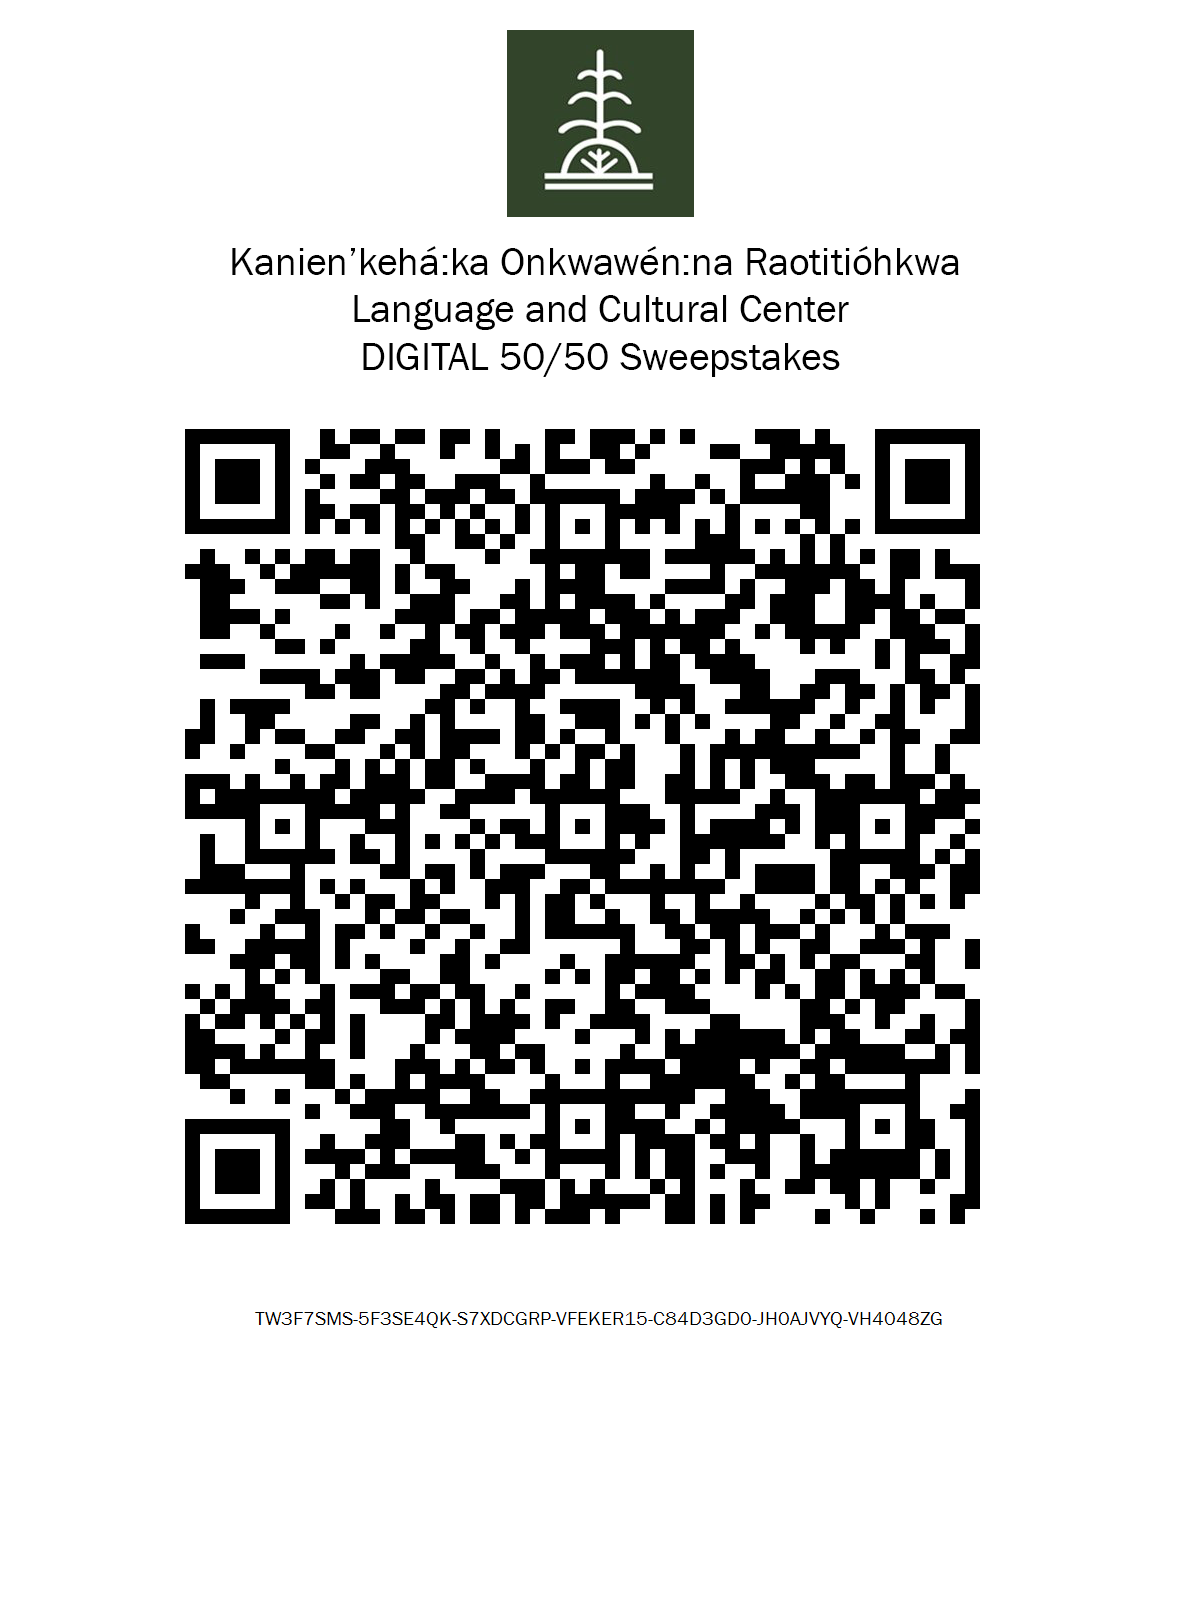 Kanien’kehá:ka Onkwawén:na Raotitióhkwa
Language and Cultural Center
DIGITAL 50/50 Sweepstakes
TW3F7SMS-5F3SE4QK-S7XDCGRP-VFEKER15-C84D3GD0-JH0AJVYQ-VH4048ZG